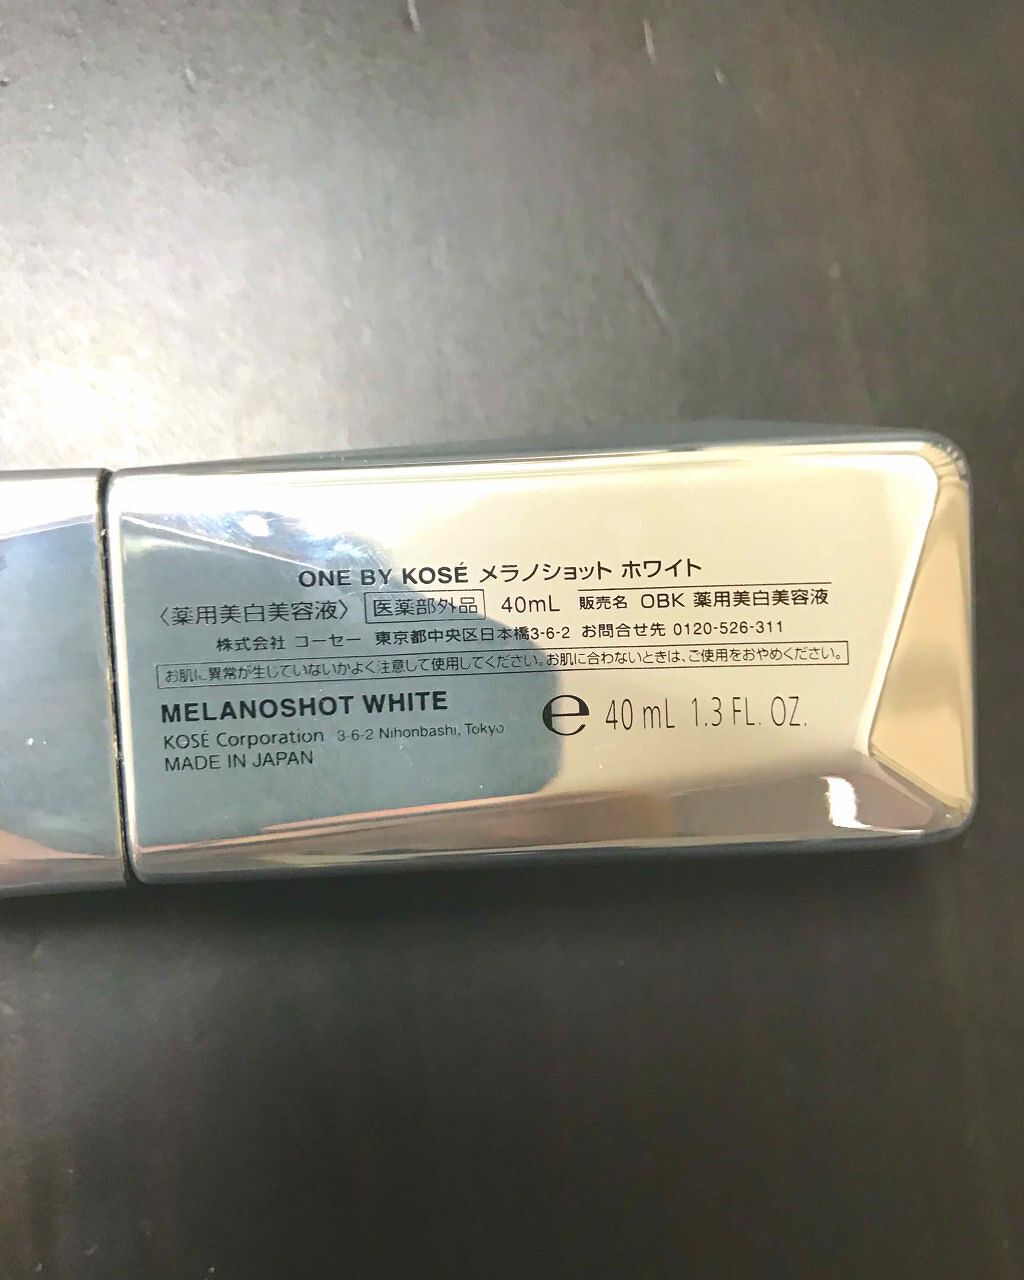 ONE BY KOSÉ メラノショット ホワイト
〈薬用美白美容液〉 医薬部外品 40mL 販売名 OBK 薬用美白美容液
株式会社 コーセー 東京都中央区日本橋3-6-2 お問合せ先 0120-526-311
お肌に異常が生じていないかよく注意して使用してください。お肌に合わないときは、ご使用をおやめください。
MELANOSHOT WHITE
KOSÉ Corporation 3-6-2 Nihonbashi, Tokyo
MADE IN JAPAN
℮ 40 mL 1.3 FL. OZ.